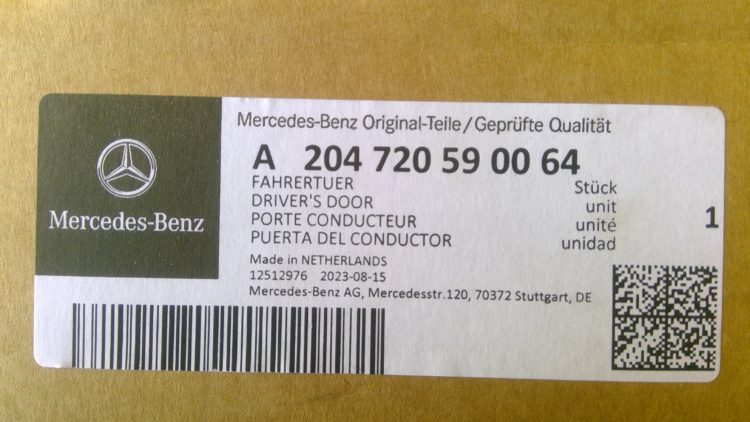 Mercedes-Benz Original-Teile/Geprüfte Qualität
A 204 720 59 00 64
FAHRERTUER Stück
DRIVER'S DOOR unit
PORTE CONDUCTEUR unité 1
PUERTA DEL CONDUCTOR unidad
Made in NETHERLANDS
12512976 2023-08-15
Mercedes-Benz AG, Mercedesstr.120, 70372 Stuttgart, DE
Mercedes-Benz